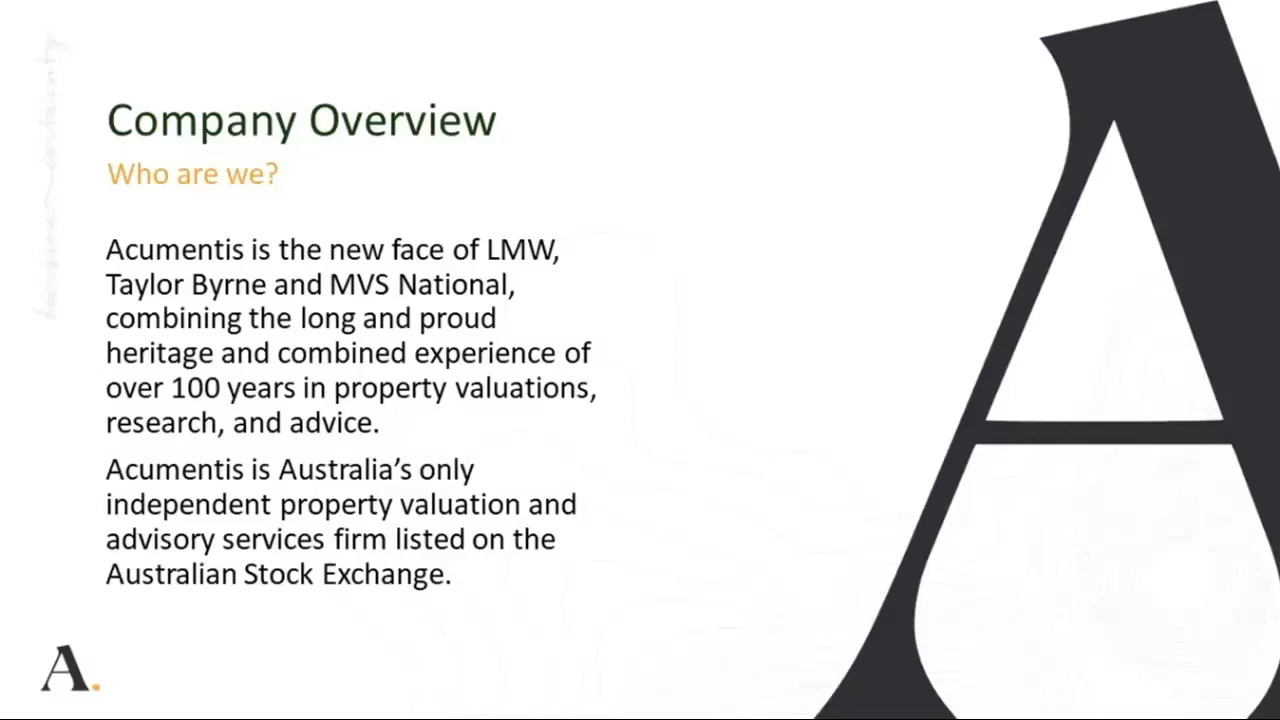 Company Overview
Who are we?
Acumentis is the new face of LMW,
Taylor Byrne and MVS National,
combining the long and proud
heritage and combined experience of
over 100 years in property valuations,
research, and advice.
Acumentis is Australia’s only
independent property valuation and
advisory services firm listed on the
Australian Stock Exchange.
A.
A